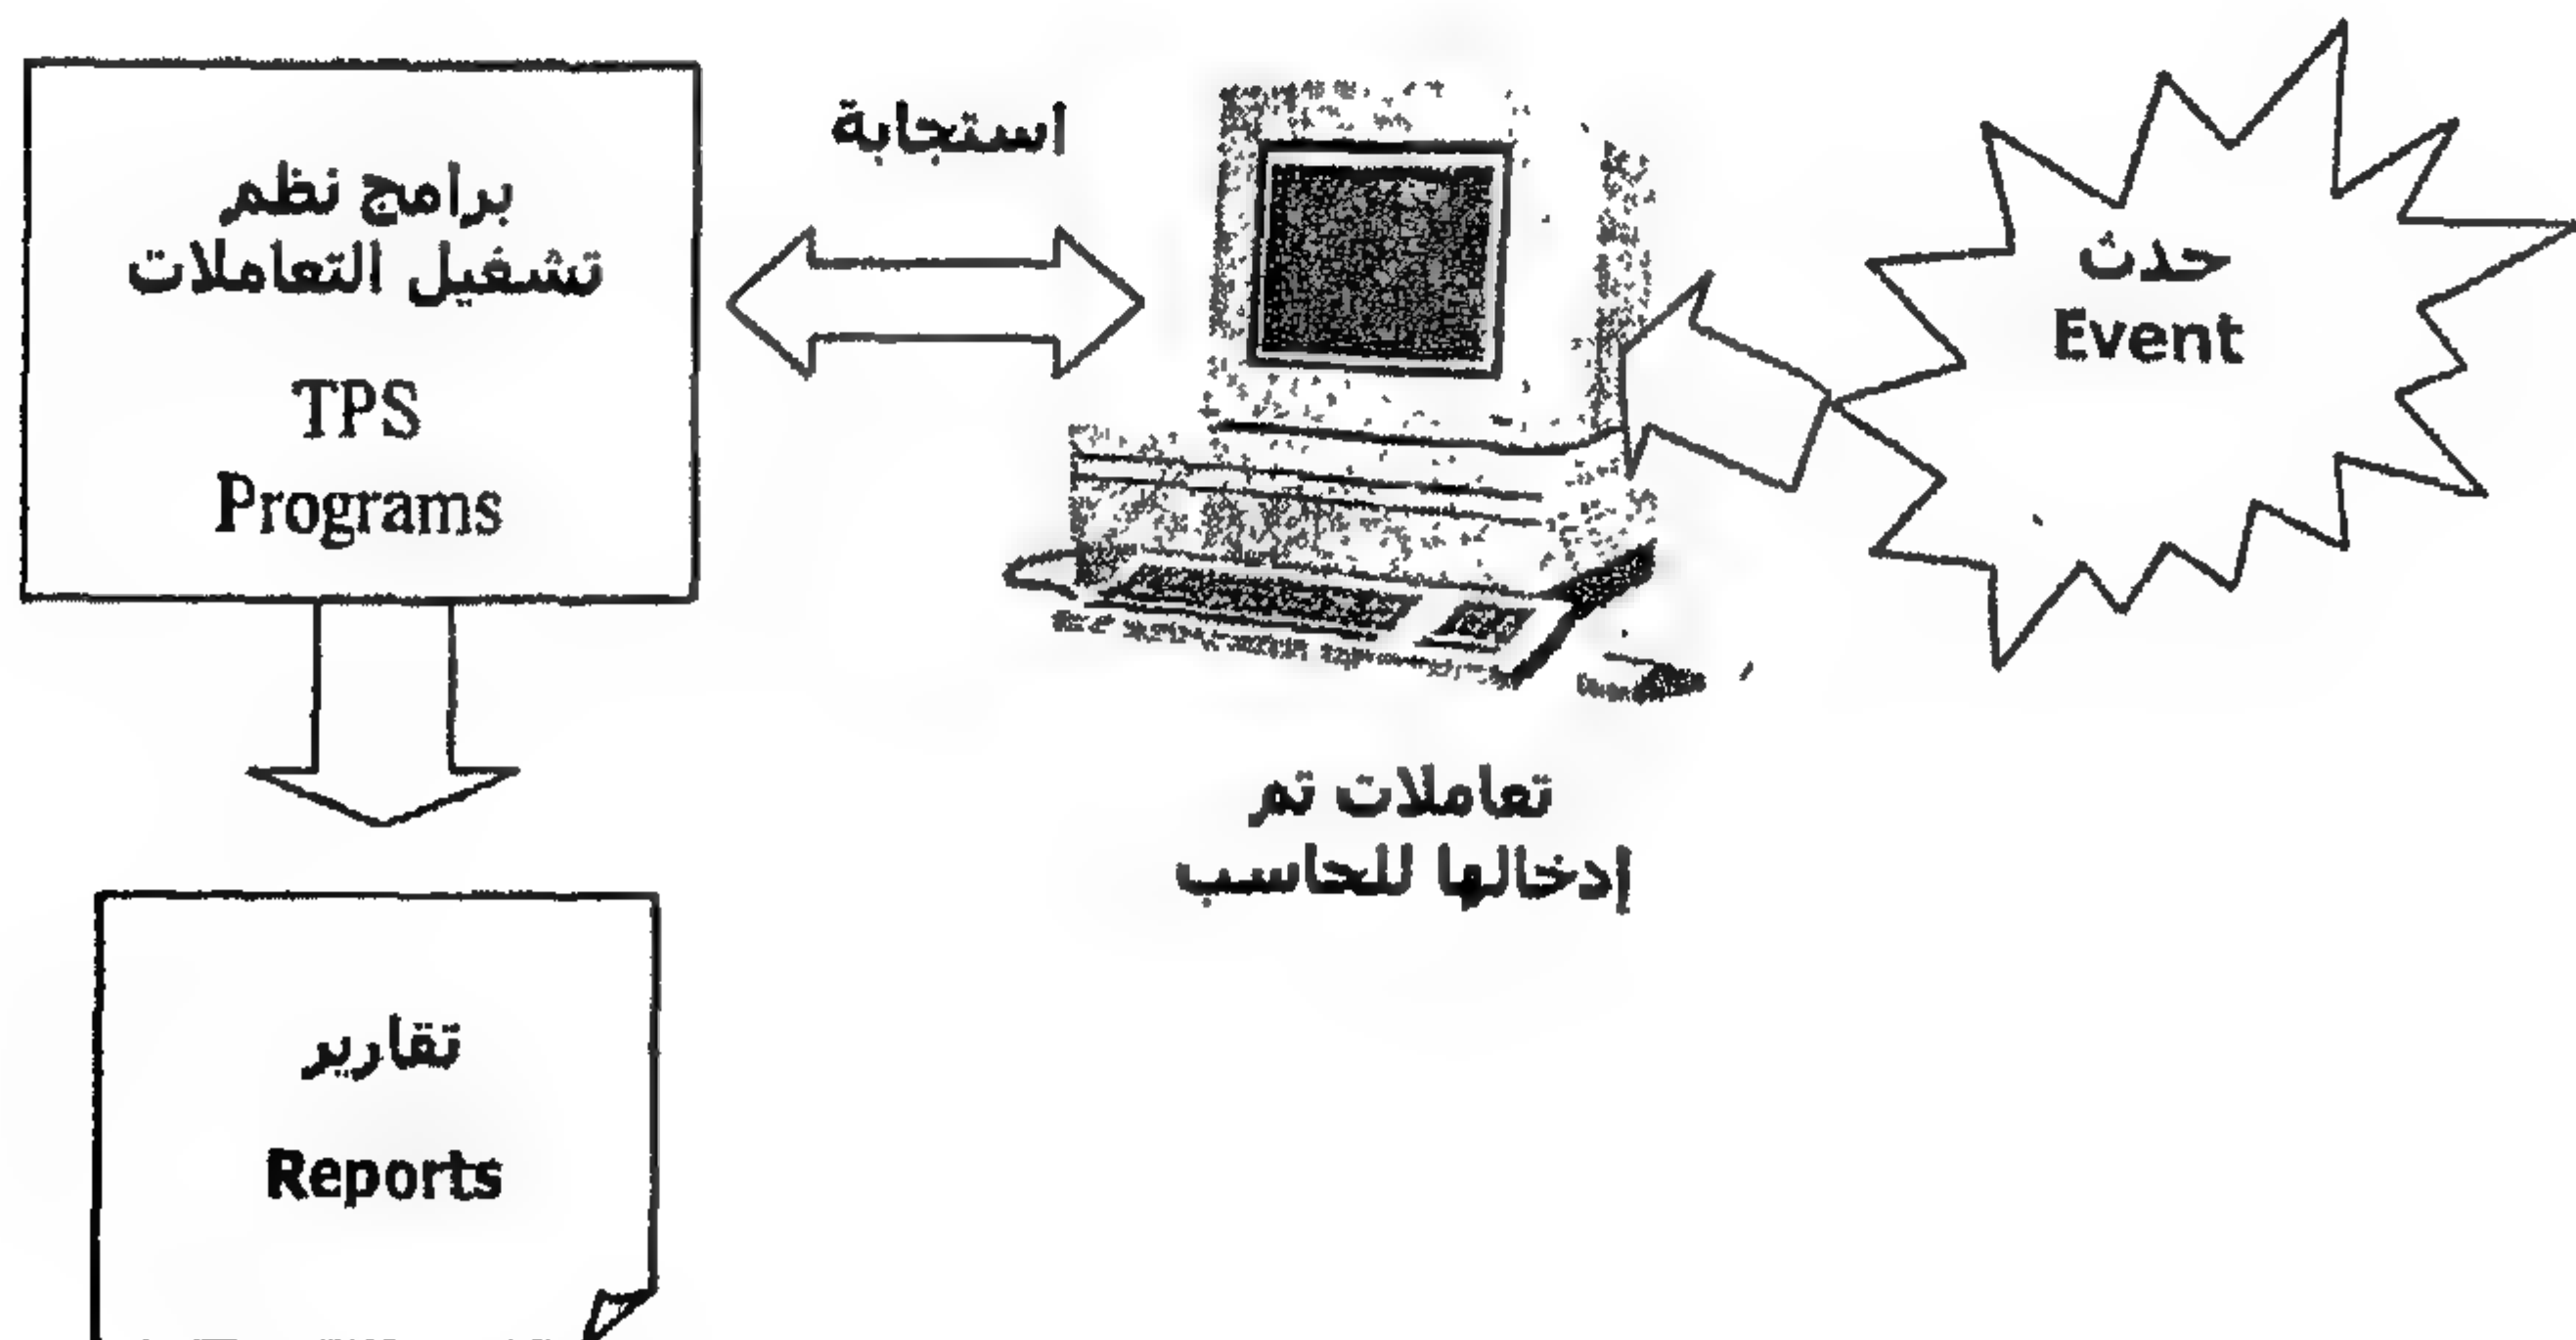 حدث
Event
استجابة
تعاملات تم
إدخالها للحاسب
برامج نظم
تشغيل التعاملات
TPS
Programs
تقارير
Reports